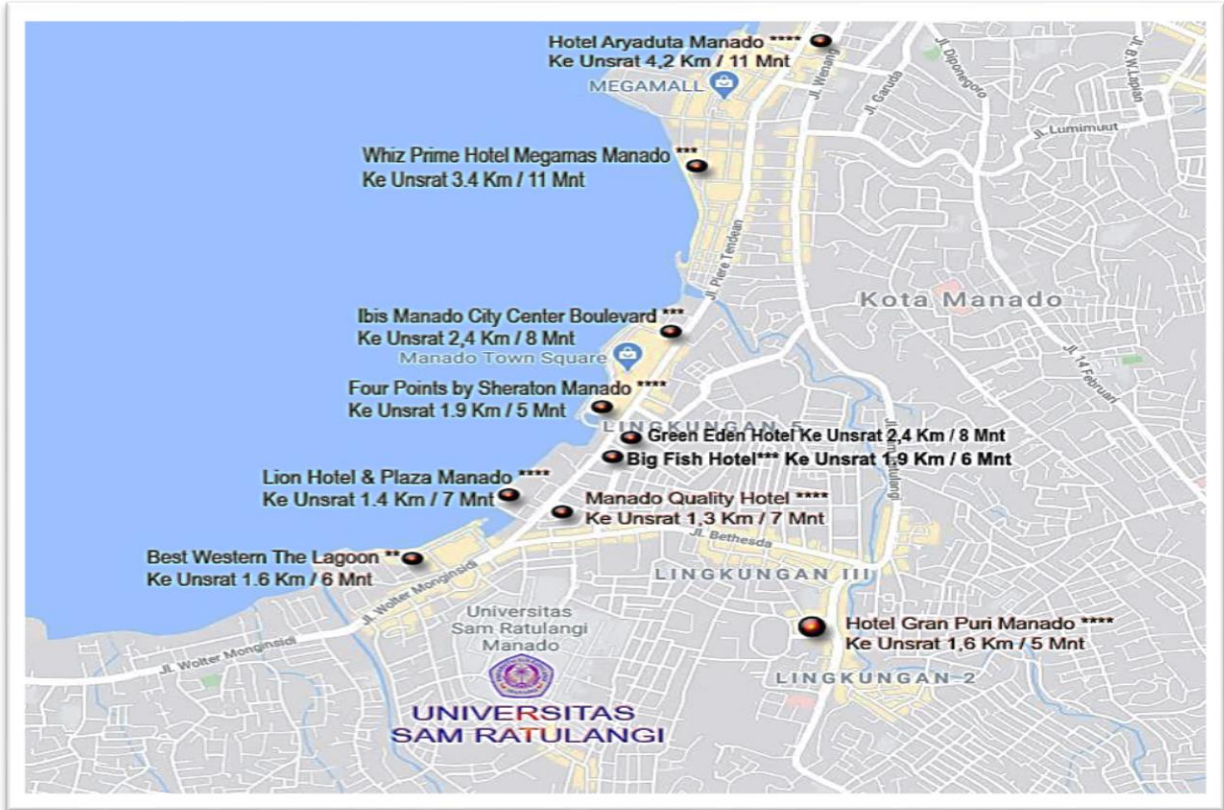 Hotel Aryaduta Manado ****
Ke Unsrat 4,2 Km / 11 Mnt
MEGAMALL
Jl. Wenang
Jl. Garuda
Jl. Diponegoro
Jl. B.W. Lapian
Jl. Lumimuut
Whiz Prime Hotel Megamas Manado ***
Ke Unsrat 3.4 Km / 11 Mnt
Jl. Piere Tendean
Kota Manado
Ibis Manado City Center Boulevard ***
Ke Unsrat 2,4 Km / 8 Mnt
Manado Town Square
Jl. 14 Februari
Four Points by Sheraton Manado ****
Ke Unsrat 1.9 Km / 5 Mnt
LINGKUNGAN 5
Green Eden Hotel Ke Unsrat 2,4 Km / 8 Mnt
Big Fish Hotel*** Ke Unsrat 1,9 Km / 6 Mnt
Lion Hotel & Plaza Manado ****
Ke Unsrat 1.4 Km / 7 Mnt
Manado Quality Hotel ****
Ke Unsrat 1,3 Km / 7 Mnt
Jl. Bethesda
Best Western The Lagoon **
Ke Unsrat 1.6 Km / 6 Mnt
LINGKUNGAN III
Jl. Wolter Monginsidi
Universitas
Sam Ratulangi
Manado
Hotel Gran Puri Manado ****
Ke Unsrat 1,6 Km / 5 Mnt
Jl. Wolter Monginsidi
LINGKUNGAN 2
UNIVERSITAS
SAM RATULANGI